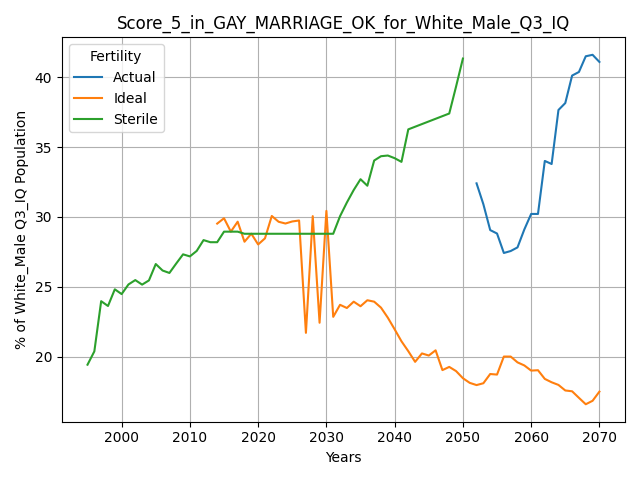 Score_5_in_GAY_MARRIAGE_OK_for_White_Male_Q3_IQ
Fertility
Actual
Ideal
Sterile
% of White_Male Q3_IQ Population
40
35
30
25
20
2000
2010
2020
2030
2040
2050
2060
2070
Years